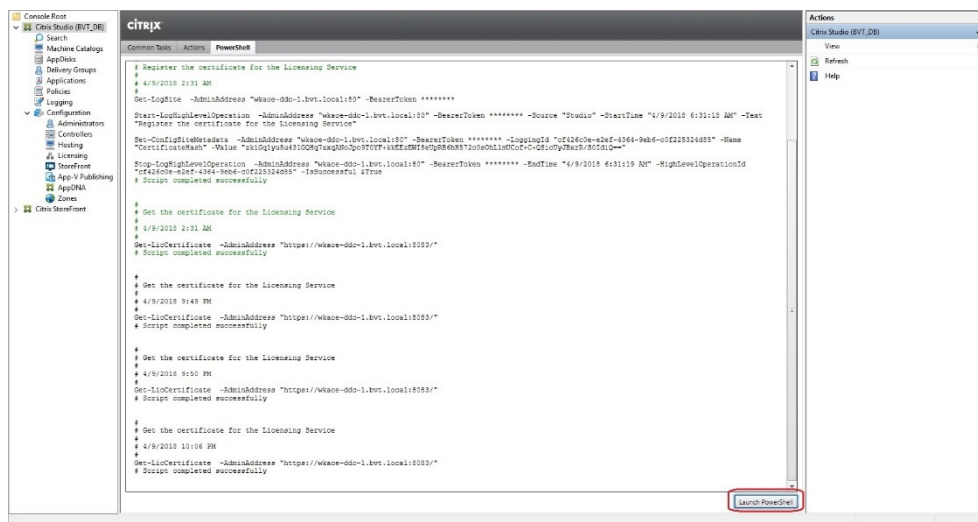 Console Root
Citrix Studio (BVT_DB)
Search
Machine Catalogs
AppDisks
Delivery Groups
Applications
Policies
Logging
Configuration
Administrators
Controllers
Hosting
Licensing
StoreFront
App-V Publishing
AppDNA
Zones
Citrix StoreFront
CITRIX
Common Tasks Actions PowerShell
# Register the certificate for the Licensing Service
#
# 4/9/2018 2:31 AM
#
Get-LogSite -AdminAddress "wkaoe-ddc-1.bvt.local:80" -BearerToken ********
Start-LogHighLevelOperation -AdminAddress "wkaoe-ddc-1.bvt.local:80" -BearerToken ******** -Source "Studio" -StartTime "4/9/2018 6:31:18 AM" -Text
"Register the certificate for the Licensing Service"
Set-ConfigSiteMetadata -AdminAddress "wkaoe-ddc-1.bvt.local:80" -BearerToken ******** -LoggingId "cf426c0e-e2ef-4364-9eb6-c0f225324d85" -Name
"CertificateHash" -Value
Stop-LogHighLevelOperation -AdminAddress "wkaoe-ddc-1.bvt.local:80" -BearerToken ******** -EndTime "4/9/2018 6:31:19 AM" -HighLevelOperationId
"cf426c0e-e2ef-4364-9eb6-c0f225324d85" -IsSuccessful $True
# Script completed successfully
#
# Get the certificate for the Licensing Service
#
# 4/9/2018 2:31 AM
#
Get-LicCertificate -AdminAddress "https://wkaoe-ddc-1.bvt.local:8083/"
# Script completed successfully
#
# Get the certificate for the Licensing Service
#
# 4/9/2018 9:49 PM
#
Get-LicCertificate -AdminAddress "https://wkaoe-ddc-1.bvt.local:8083/"
# Script completed successfully
#
# Get the certificate for the Licensing Service
#
# 4/9/2018 9:50 PM
#
Get-LicCertificate -AdminAddress "https://wkaoe-ddc-1.bvt.local:8083/"
# Script completed successfully
#
# Get the certificate for the Licensing Service
#
# 4/9/2018 10:06 PM
#
Get-LicCertificate -AdminAddress "https://wkaoe-ddc-1.bvt.local:8083/"
# Script completed successfully
Launch PowerShell
Actions
Citrix Studio (BVT_DB)
View
Refresh
Help